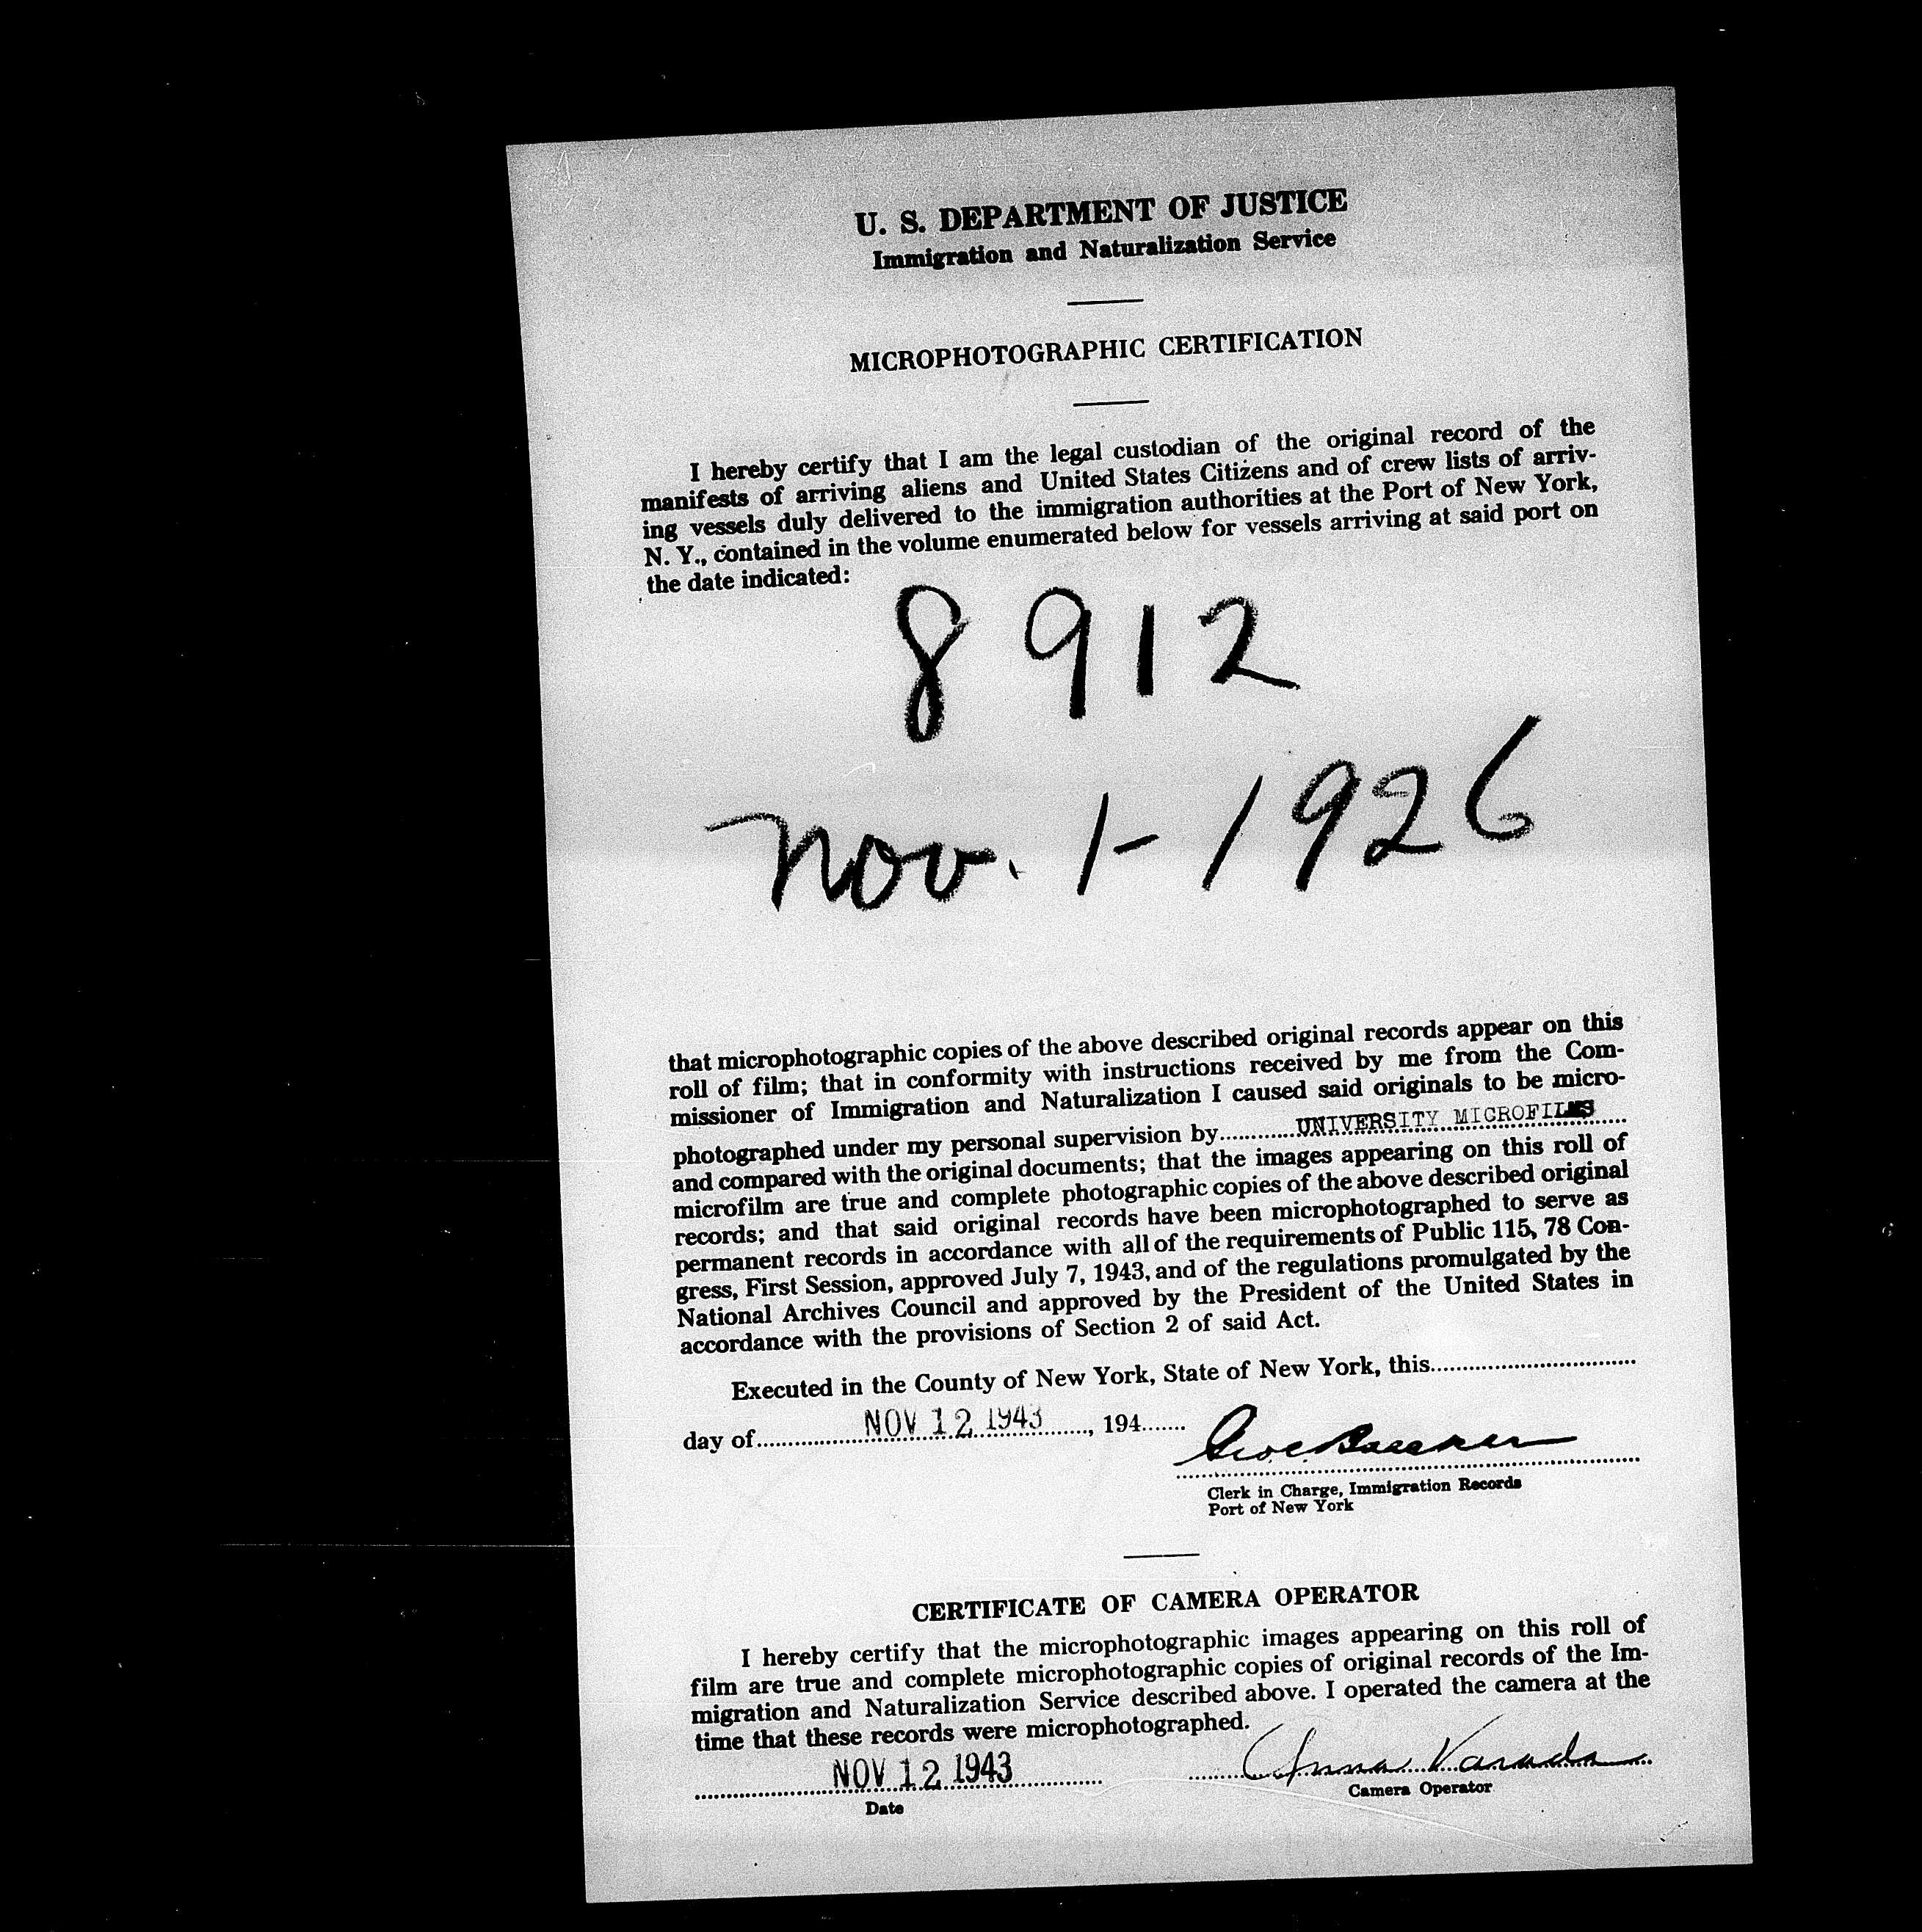 U. S. DEPARTMENT OF JUSTICE
Immigration and Naturalization Service
MICROPHOTOGRAPHIC CERTIFICATION
I hereby certify that I am the legal custodian of the original record of the
manifests of arriving aliens and United States Citizens and of crew lists of arriv-
ing vessels duly delivered to the immigration authorities at the Port of New York,
N. Y., contained in the volume enumerated below for vessels arriving at said port on
the date indicated:
8912
Nov. 1-1926
that microphotographic copies of the above described original records appear on this
roll of film; that in conformity with instructions received by me from the Com-
missioner of Immigration and Naturalization I caused said originals to be micro-
photographed under my personal supervision by............UNIVERSITY MICROFILMS
and compared with the original documents; that the images appearing on this roll of
microfilm are true and complete photographic copies of the above described original
records; and that said original records have been microphotographed to serve as
permanent records in accordance with all of the requirements of Public 115, 78 Con-
gress, First Session, approved July 7, 1943, and of the regulations promulgated by the
National Archives Council and approved by the President of the United States in
accordance with the provisions of Section 2 of said Act.
Executed in the County of New York, State of New York, this
day of NOV 12 1943, 194
Clerk in Charge, Immigration Records
Port of New York
CERTIFICATE OF CAMERA OPERATOR
I hereby certify that the microphotographic images appearing on this roll of
film are true and complete microphotographic copies of original records of the Im-
migration and Naturalization Service described above. I operated the camera at the
time that these records were microphotographed.
NOV 12 1943
Anna
Date
Camera Operator